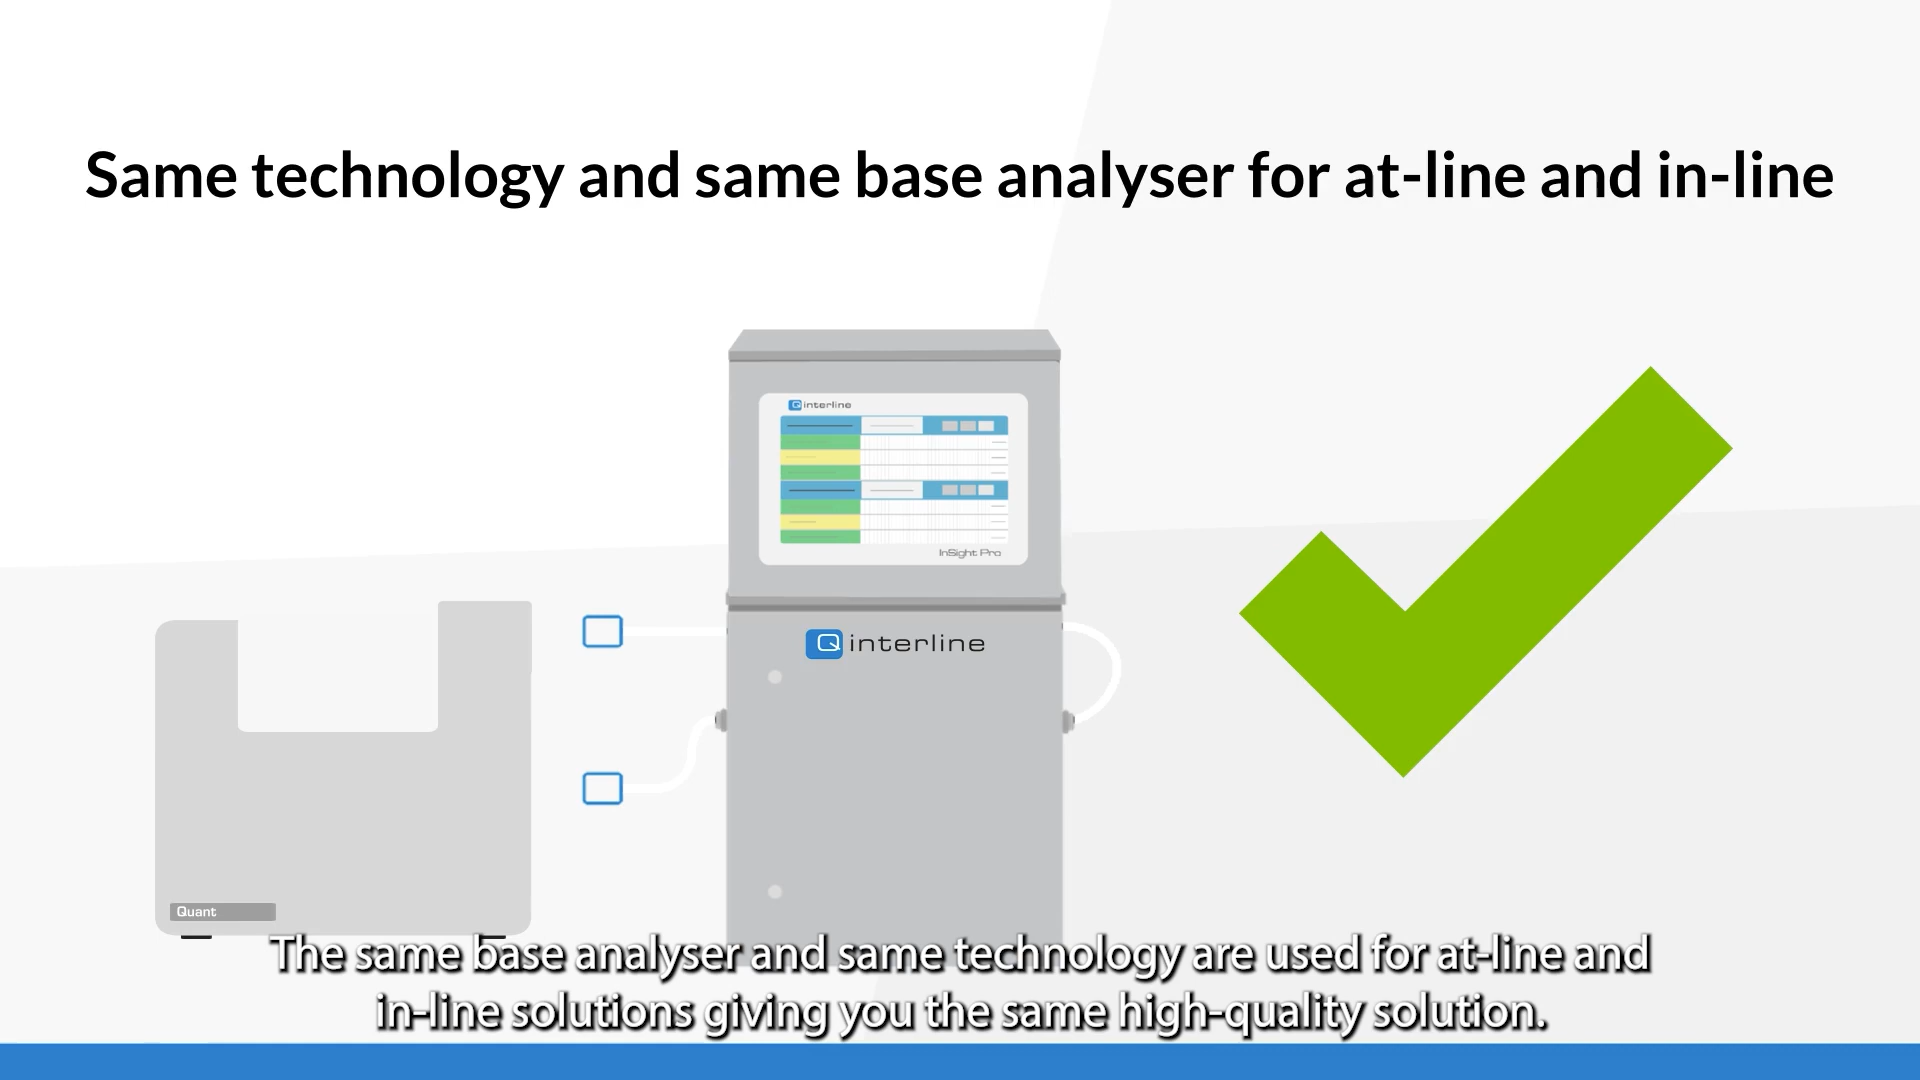 Same technology and same base analyser for at-line and in-line
Q interline
InSight Pro
Q interline
Quant
The same base analyser and same technology are used for at-line and
in-line solutions giving you the same high-quality solution.